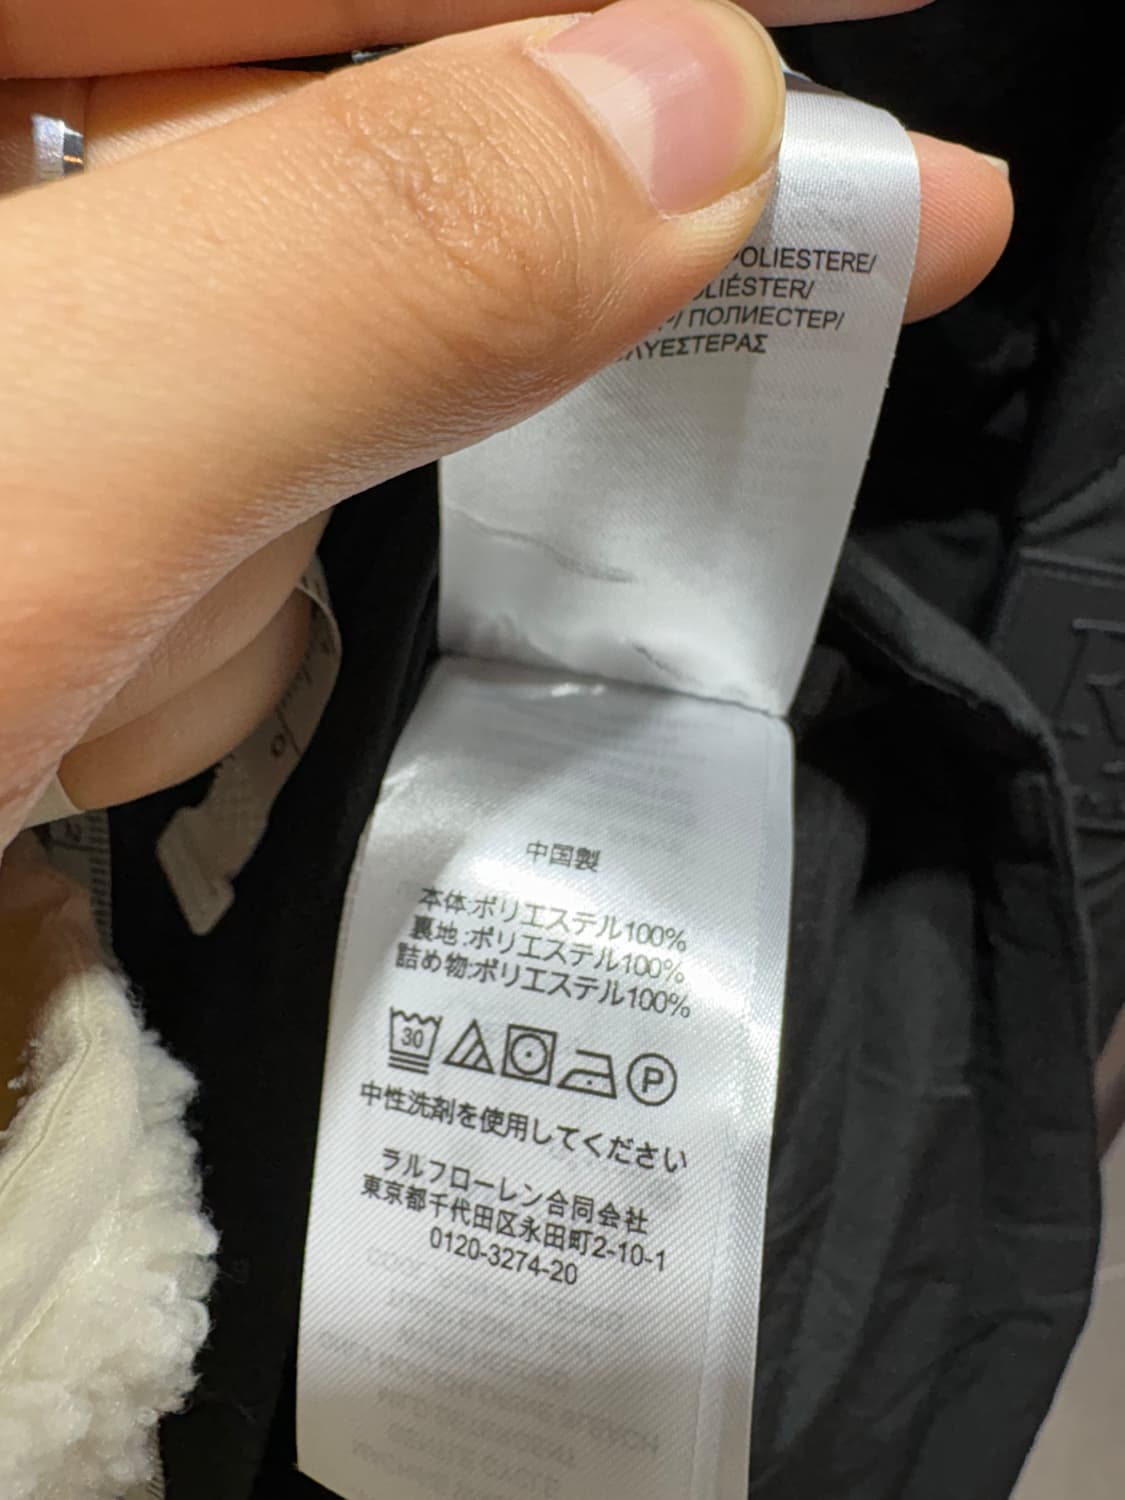 POLIESTERE/
POLIÉSTER/
/ ПОЛИЕСТЕР/
ΠΟΛΥΕΣΤΕΡΑΣ
中国製
本体:ポリエステル100%
裏地:ポリエステル100%
詰め物:ポリエステル100%
30 P
中性洗剤を使用してください
ラルフローレン合同会社
東京都千代田区永田町2-10-1
0120-3274-20